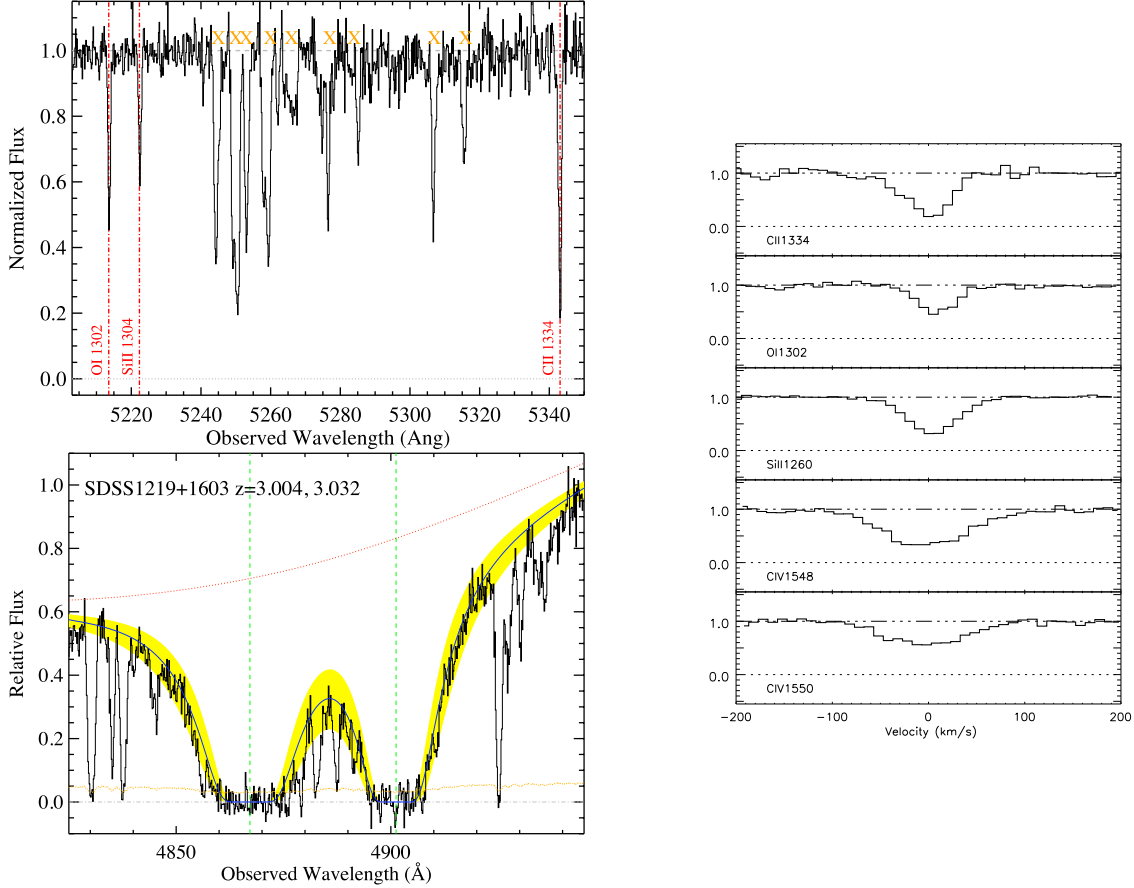 X XX X X X X X X
1.0
0.8
0.6
0.4
0.2
0.0
Normalized Flux
OI 1302
SiII 1304
CII 1334
5220 5240 5260 5280 5300 5320 5340
Observed Wavelength (Ang)
SDSS1219+1603 z=3.004, 3.032
1.0
0.8
0.6
0.4
0.2
0.0
Relative Flux
4850 4900
Observed Wavelength (Å)
1.0
0.0
CII1334
1.0
0.0
OI1302
1.0
0.0
SiII1260
1.0
0.0
CIV1548
1.0
0.0
CIV1550
-200 -100 0 100 200
Velocity (km/s)